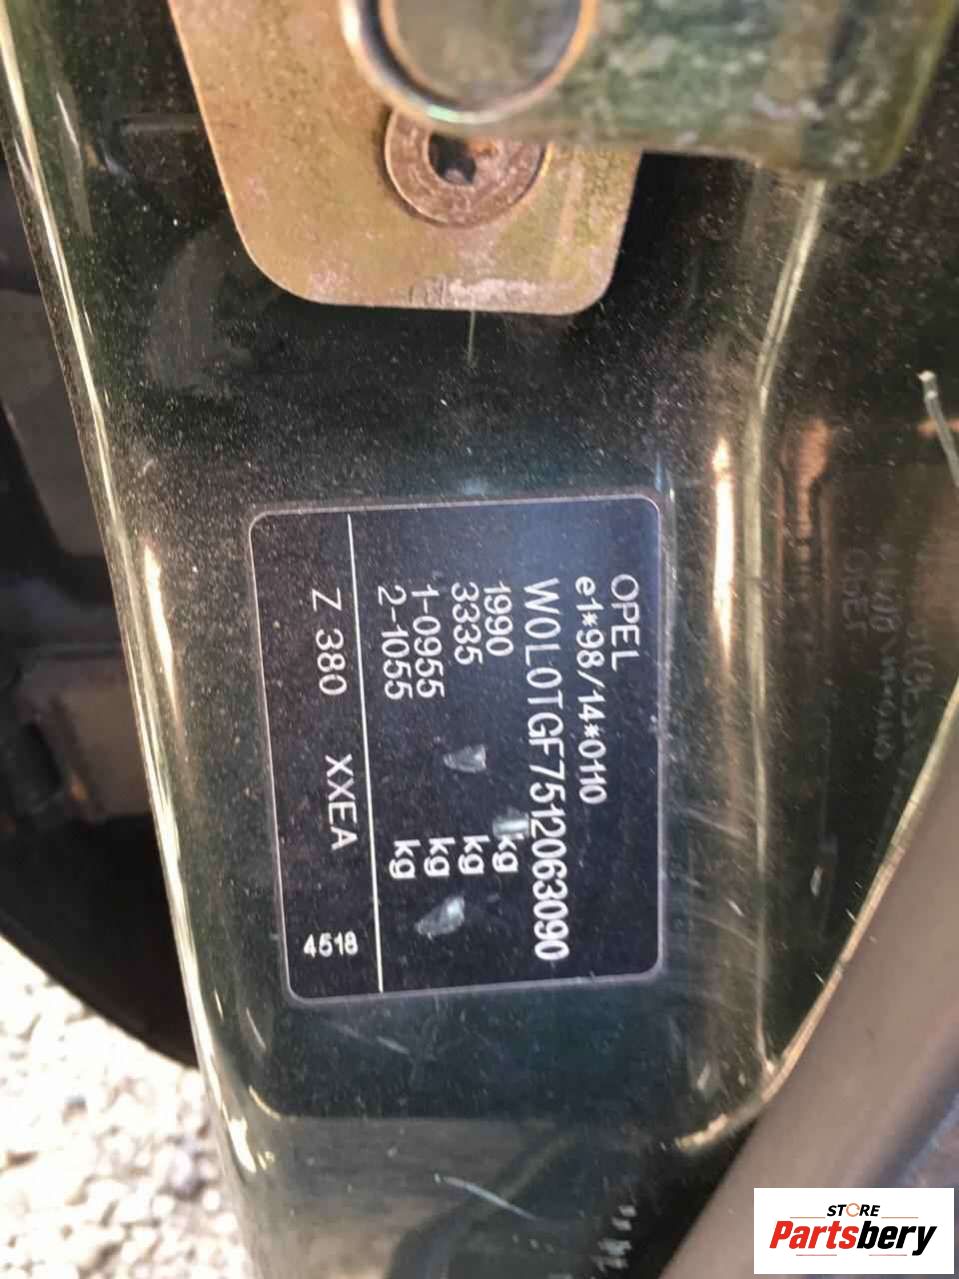 OPEL
e1*98/14*0110
W0L0TGF7512063090
1990 kg
3335 kg
1-0955 kg
2-1055 kg
Z 380 XXEA 4518
STORE
Partsbery